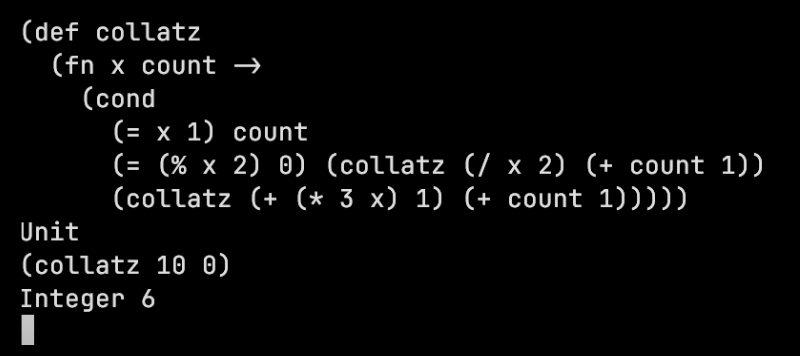 (def collatz
  (fn x count ->
    (cond
      (= x 1) count
      (= (% x 2) 0) (collatz (/ x 2) (+ count 1))
      (collatz (+ (* 3 x) 1) (+ count 1)))))
Unit
(collatz 10 0)
Integer 6